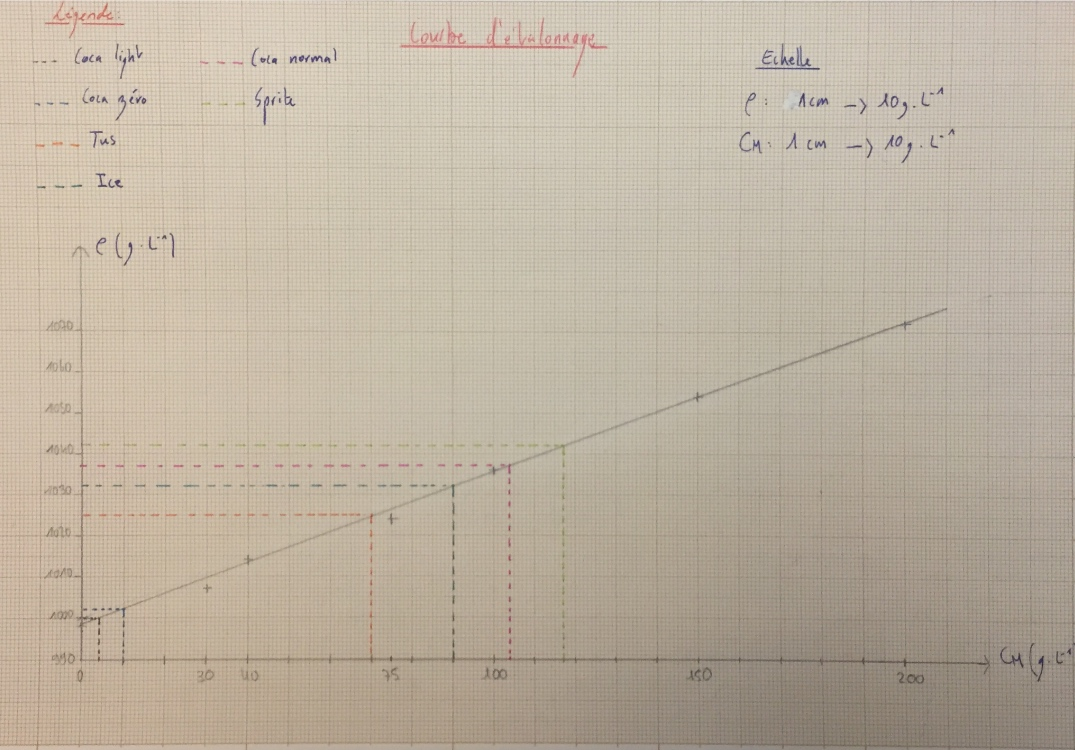 Légende:
Courbe d'étalonnage
--- Coca light
--- Coca normal
Echelle
--- Coca zéro
--- Sprite
ρ: 1cm -> 10g.L⁻¹
--- Tus
CM: 1 cm -> 10g.L⁻¹
--- Ice
ρ (g.L⁻¹)
1070
1060
1050
1040
1030
1020
1010
1000
990
0 30 40 75 100 150 200
CM (g.L⁻¹